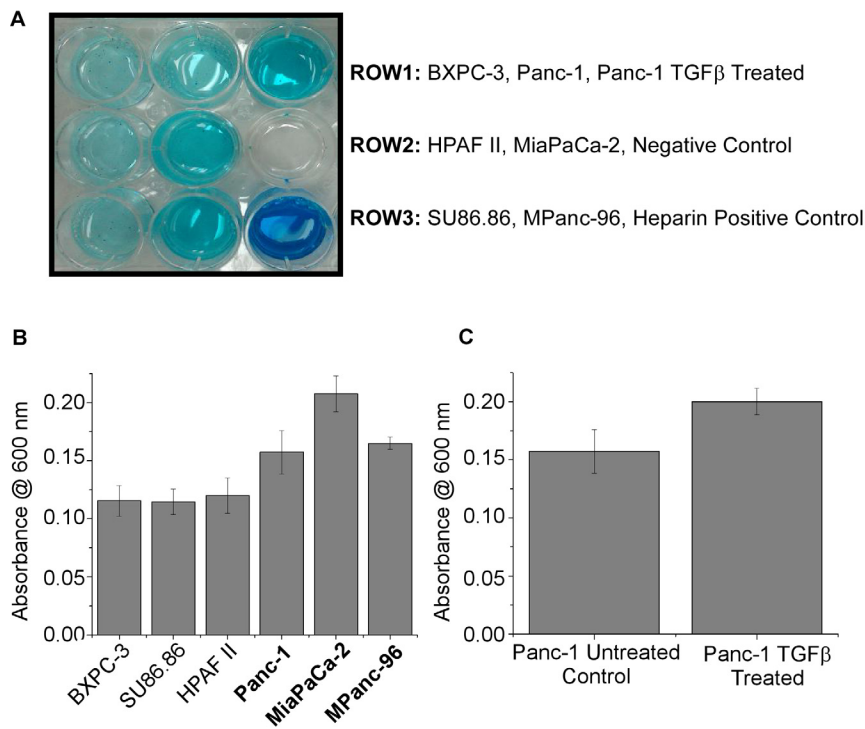 A
ROW1: BXPC-3, Panc-1, Panc-1 TGFβ Treated
ROW2: HPAF II, MiaPaCa-2, Negative Control
ROW3: SU86.86, MPanc-96, Heparin Positive Control
B
Absorbance @ 600 nm
0.20
0.15
0.10
0.05
0.00
BXPC-3
SU86.86
HPAF II
Panc-1
MiaPaCa-2
MPanc-96
C
Absorbance @ 600 nm
0.20
0.15
0.10
0.05
0.00
Panc-1 Untreated
Control
Panc-1 TGFβ
Treated